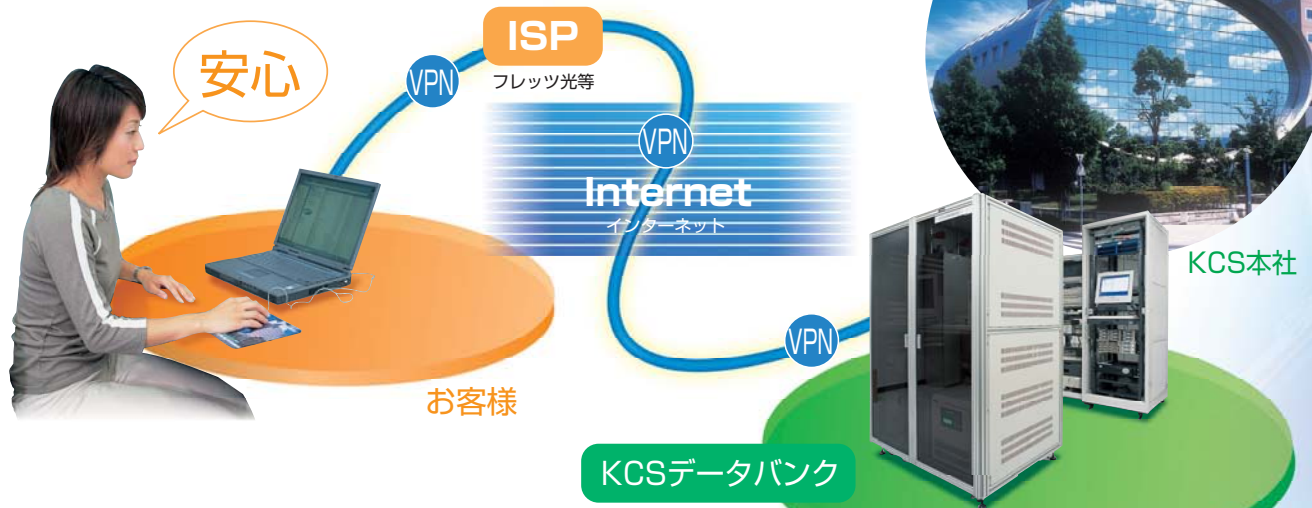 安心
ISP
フレッツ光等
VPN
VPN
Internet
インターネット
KCS本社
VPN
お客様
KCSデータバンク